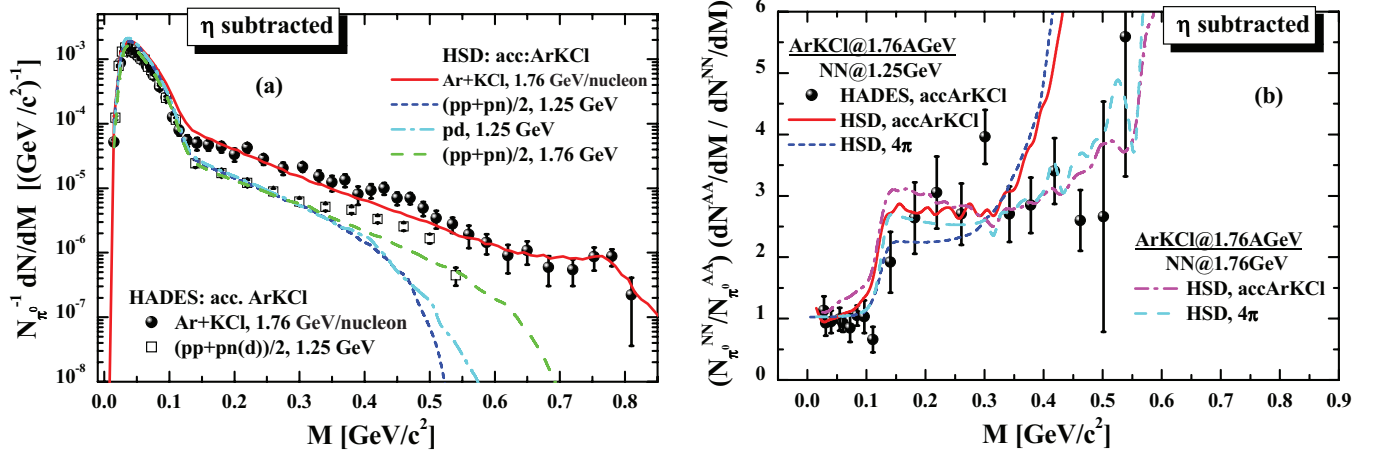 η subtracted
(a)
HSD: acc:ArKCl
Ar+KCl, 1.76 GeV/nucleon
(pp+pn)/2, 1.25 GeV
pd, 1.25 GeV
(pp+pn)/2, 1.76 GeV
HADES: acc. ArKCl
Ar+KCl, 1.76 GeV/nucleon
(pp+pn(d))/2, 1.25 GeV
N_π⁰⁻¹ dN/dM [(GeV /c²)⁻¹]
10⁻³
10⁻⁴
10⁻⁵
10⁻⁶
10⁻⁷
10⁻⁸
0.0 0.1 0.2 0.3 0.4 0.5 0.6 0.7 0.8
M [GeV/c²]
η subtracted
(b)
ArKCl@1.76AGeV
NN@1.25GeV
HADES, accArKCl
HSD, accArKCl
HSD, 4π
ArKCl@1.76AGeV
NN@1.76GeV
HSD, accArKCl
HSD, 4π
(N_π⁰^NN/N_π⁰^AA) (dN^AA/dM / dN^NN/dM)
6
5
4
3
2
1
0
0.0 0.1 0.2 0.3 0.4 0.5 0.6 0.7 0.8 0.9
M [GeV/c²]